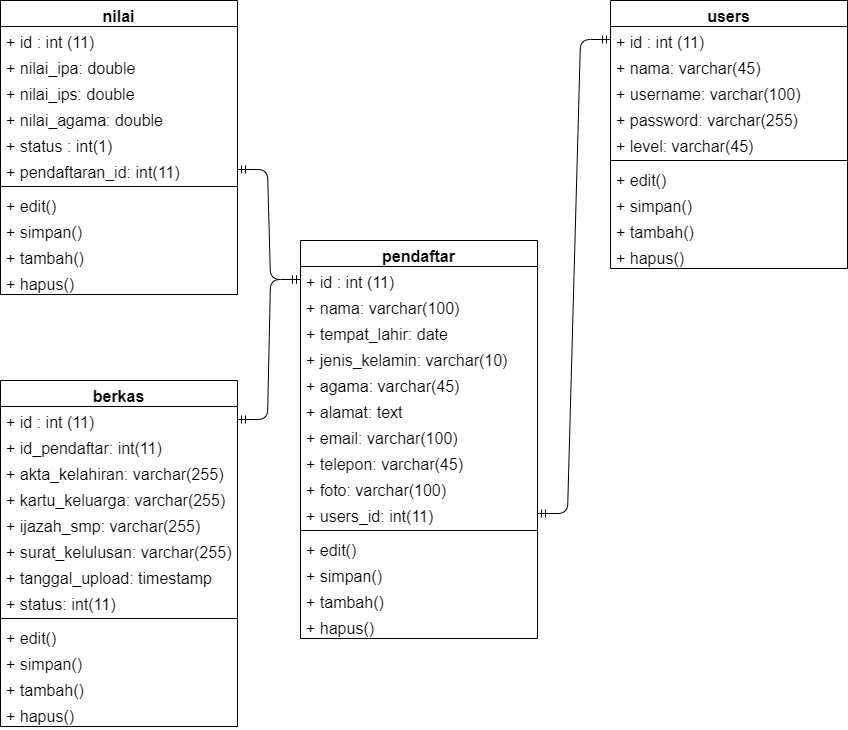 nilai
+ id : int (11)
+ nilai_ipa: double
+ nilai_ips: double
+ nilai_agama: double
+ status : int(1)
+ pendaftaran_id: int(11)
+ edit()
+ simpan()
+ tambah()
+ hapus()
users
+ id : int (11)
+ nama: varchar(45)
+ username: varchar(100)
+ password: varchar(255)
+ level: varchar(45)
+ edit()
+ simpan()
+ tambah()
+ hapus()
pendaftar
+ id : int (11)
+ nama: varchar(100)
+ tempat_lahir: date
+ jenis_kelamin: varchar(10)
+ agama: varchar(45)
+ alamat: text
+ email: varchar(100)
+ telepon: varchar(45)
+ foto: varchar(100)
+ users_id: int(11)
+ edit()
+ simpan()
+ tambah()
+ hapus()
berkas
+ id : int (11)
+ id_pendaftar: int(11)
+ akta_kelahiran: varchar(255)
+ kartu_keluarga: varchar(255)
+ ijazah_smp: varchar(255)
+ surat_kelulusan: varchar(255)
+ tanggal_upload: timestamp
+ status: int(11)
+ edit()
+ simpan()
+ tambah()
+ hapus()